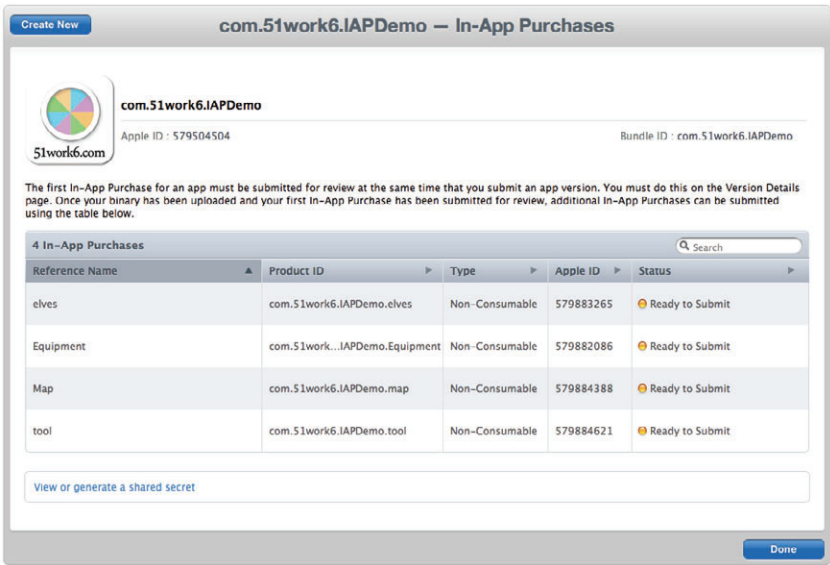 Create New
com.51work6.IAPDemo — In-App Purchases
51work6.com
com.51work6.IAPDemo
Apple ID : 579504504
Bundle ID : com.51work6.IAPDemo
The first In-App Purchase for an app must be submitted for review at the same time that you submit an app version. You must do this on the Version Details
page. Once your binary has been uploaded and your first In-App Purchase has been submitted for review, additional In-App Purchases can be submitted
using the table below.
4 In-App Purchases
Search
Reference Name Product ID Type Apple ID Status
elves com.51work6.IAPDemo.elves Non-Consumable 579883265 Ready to Submit
Equipment com.51work...IAPDemo.Equipment Non-Consumable 579882086 Ready to Submit
Map com.51work6.IAPDemo.map Non-Consumable 579884388 Ready to Submit
tool com.51work6.IAPDemo.tool Non-Consumable 579884621 Ready to Submit
View or generate a shared secret
Done